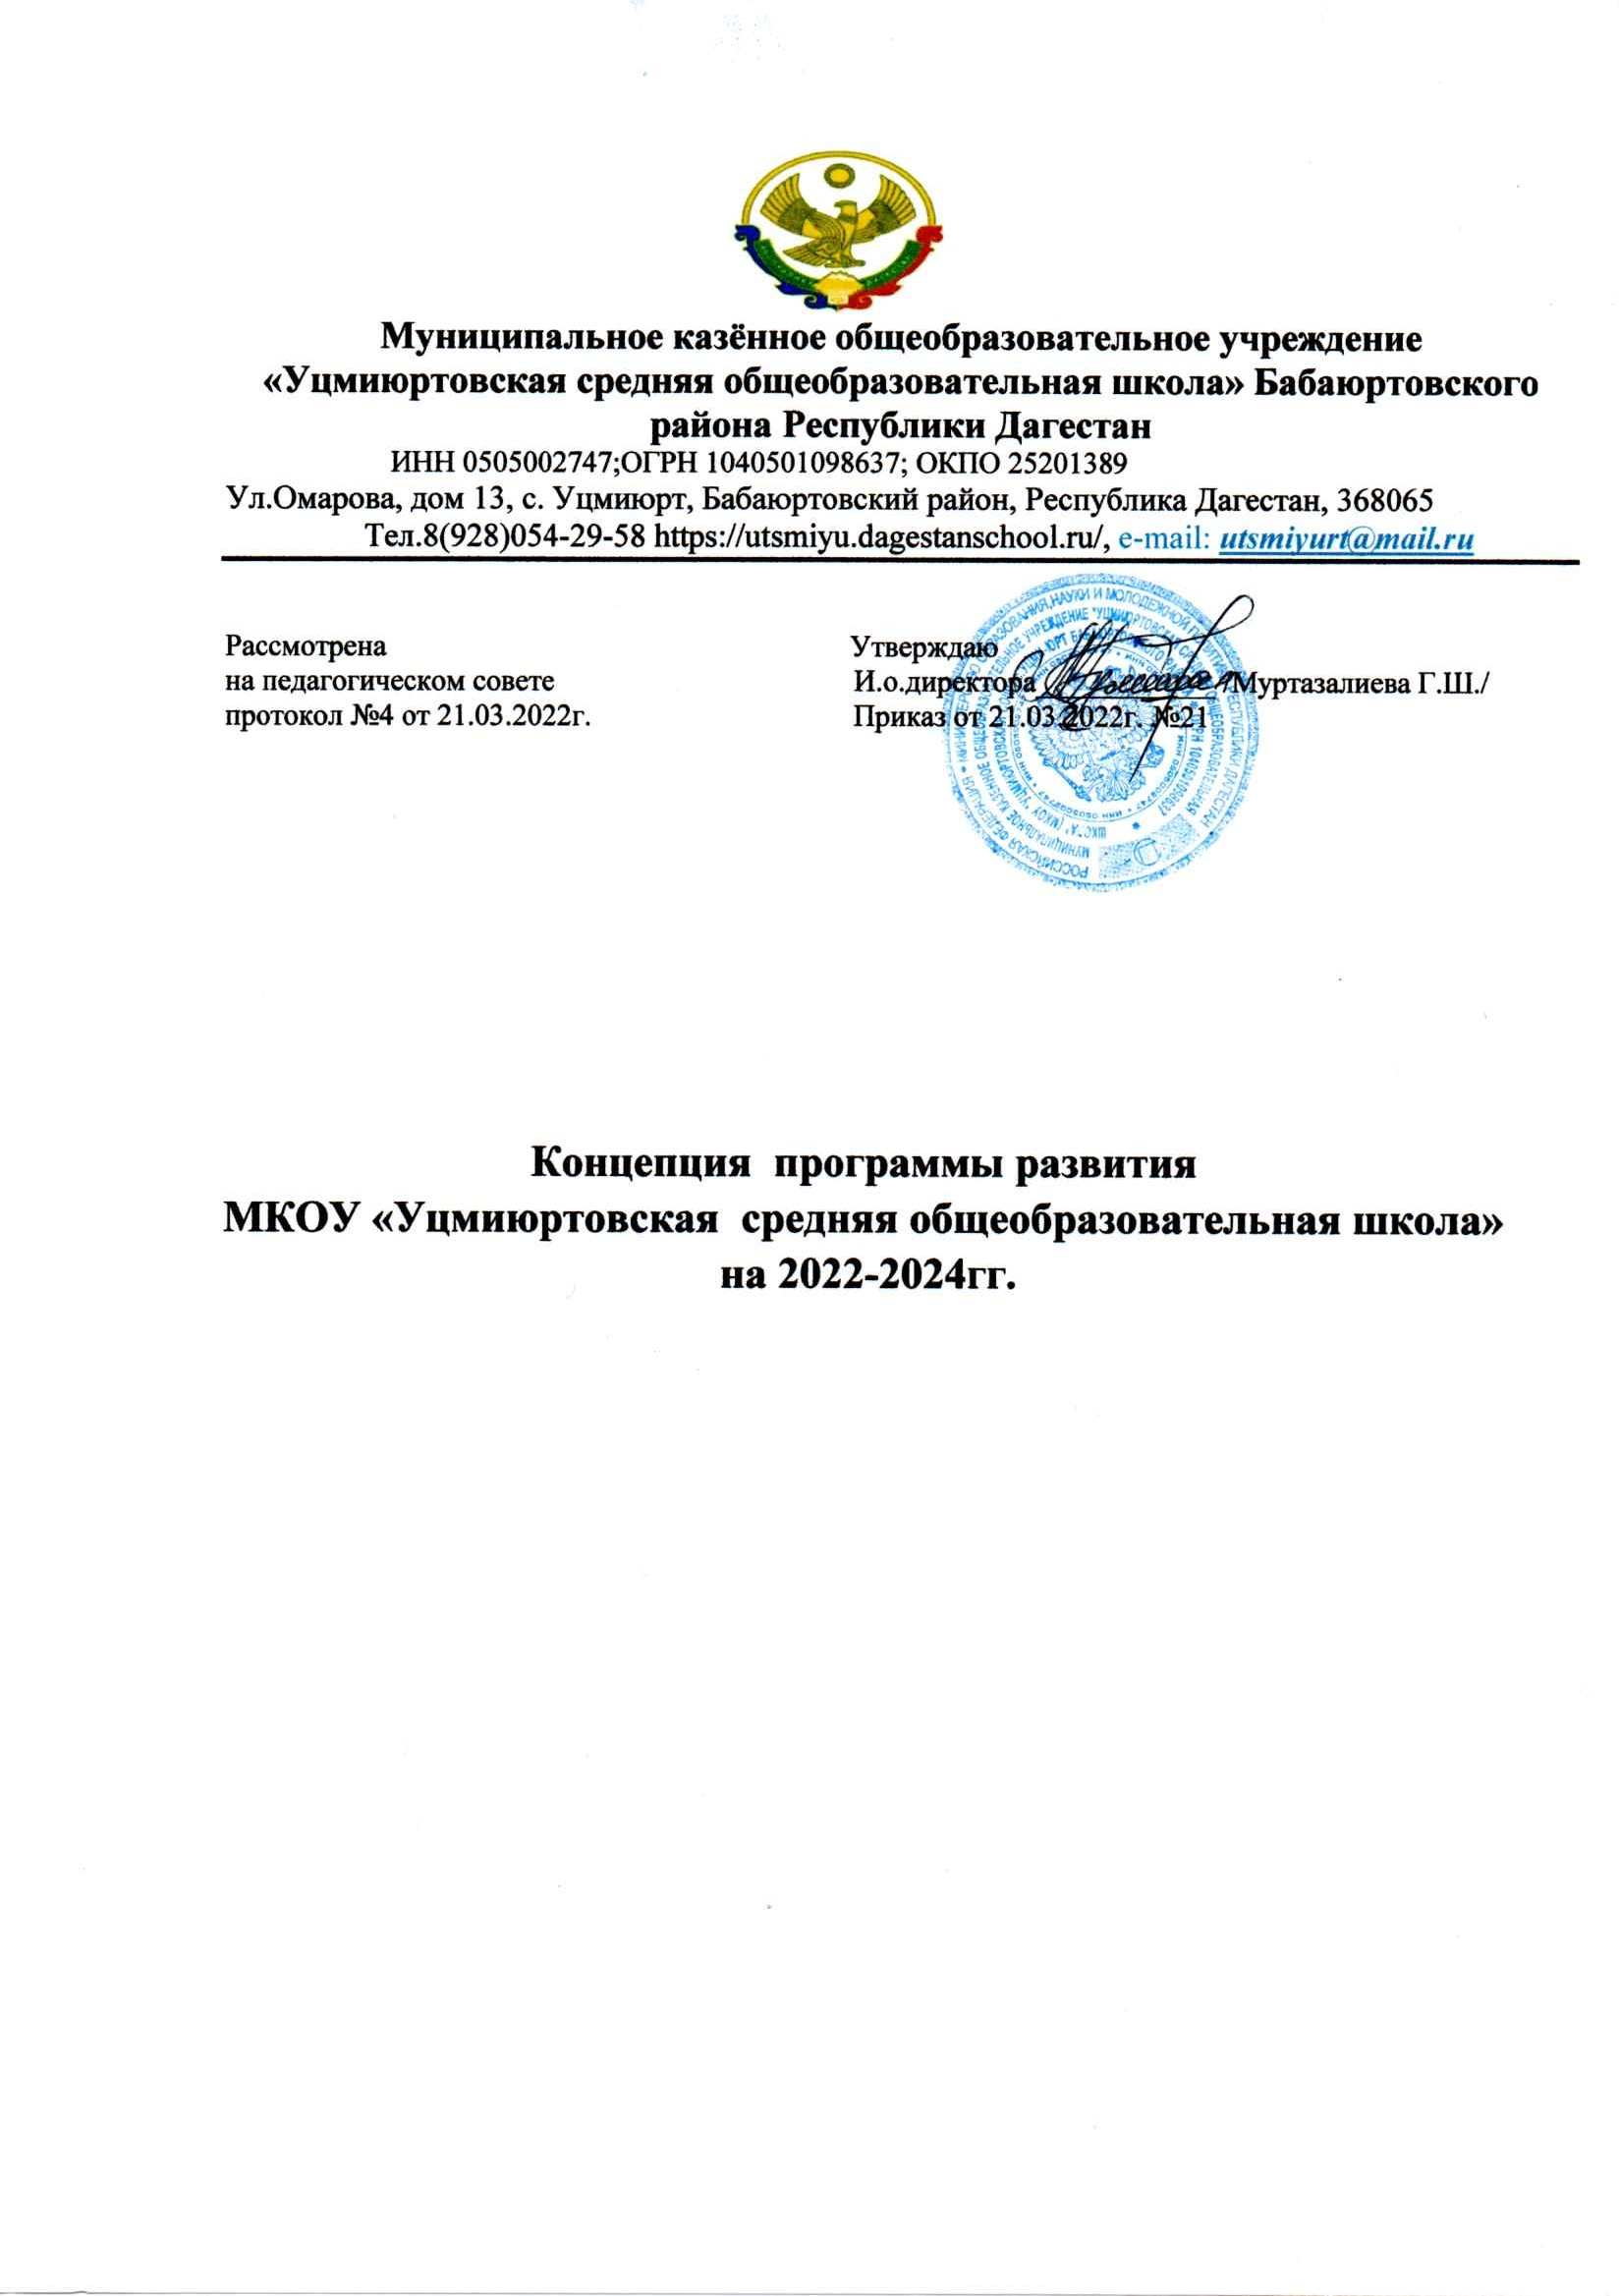 Муниципальное казённое общеобразовательное учреждение
«Уцмиюртовская средняя общеобразовательная школа» Бабаюртовского
района Республики Дагестан
ИНН 0505002747;ОГРН 1040501098637; ОКПО 25201389
Ул.Омарова, дом 13, с. Уцмиюрт, Бабаюртовский район, Республика Дагестан, 368065
Тел.8(928)054-29-58 https://utsmiyu.dagestanschool.ru/, e-mail: utsmiyurt@mail.ru
Рассмотрена
на педагогическом совете
протокол №4 от 21.03.2022г.
Утверждаю
И.о.директора /Муртазалиева Г.Ш./
Приказ от 21.03.2022г. №21
Концепция программы развития
МКОУ «Уцмиюртовская средняя общеобразовательная школа»
на 2022-2024гг.